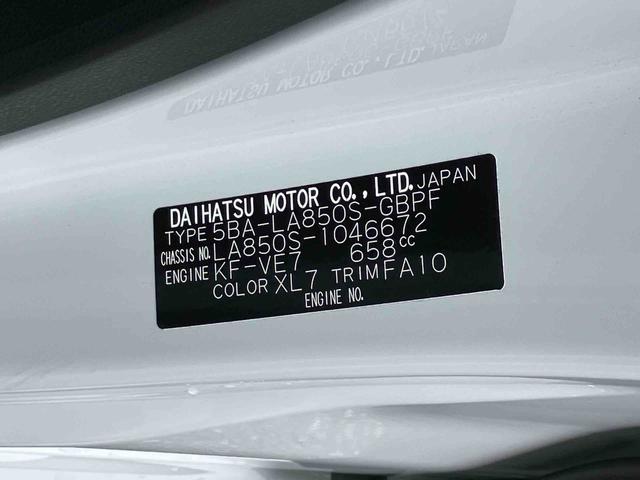 DAIHATSU MOTOR CO., LTD. JAPAN
TYPE 5BA-LA850S-GBPF
CHASSIS NO. LA850S-1046672
ENGINE KF-VE7 658cc
COLOR XL7 TRIM FA10
ENGINE NO.